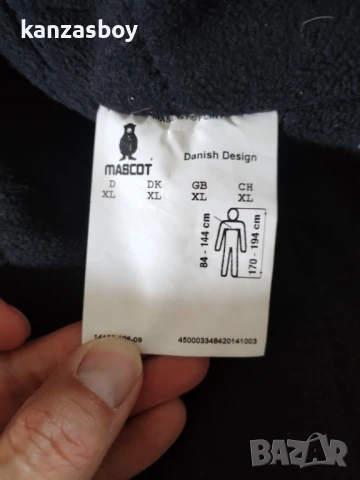 kanzasboy
MASCOT
Danish Design
D DK GB CH
XL XL XL XL
84 - 144 cm
170 - 194 cm
450003348420141003
BAZAR